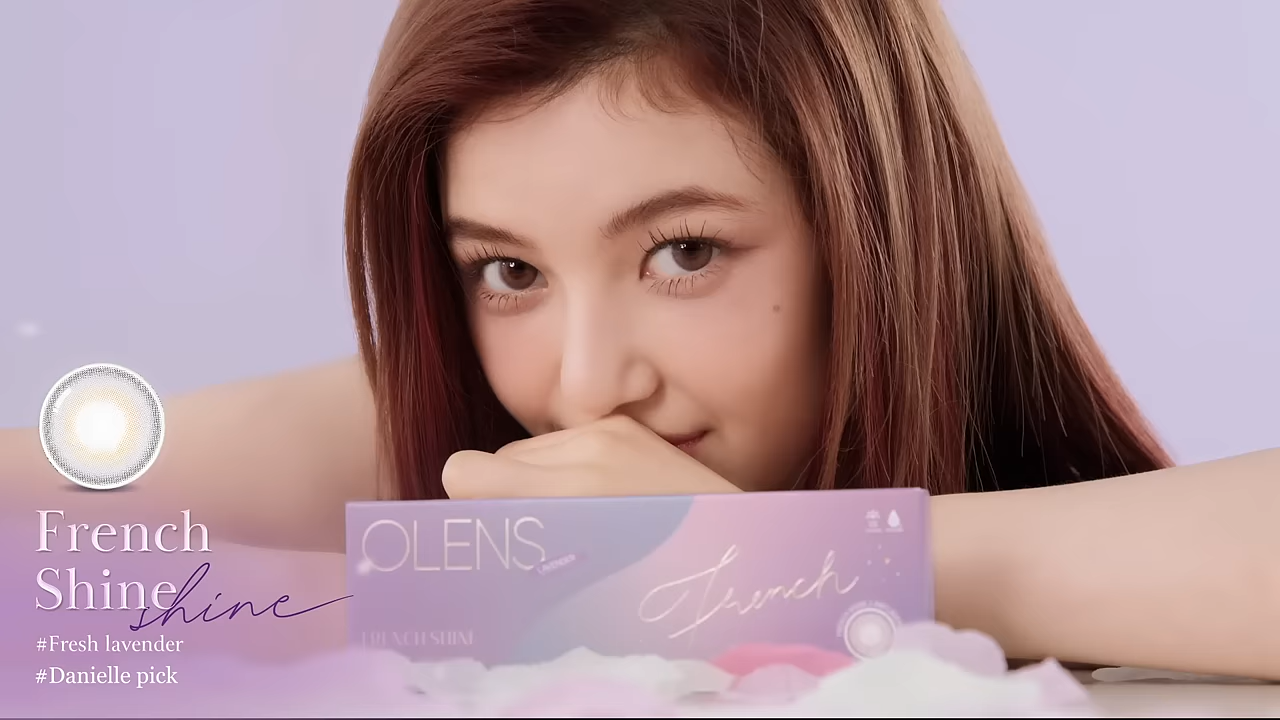 French
Shine
shine
#Fresh lavender
#Danielle pick
OLENS
LAVENDER
French
FRENCH SHINE